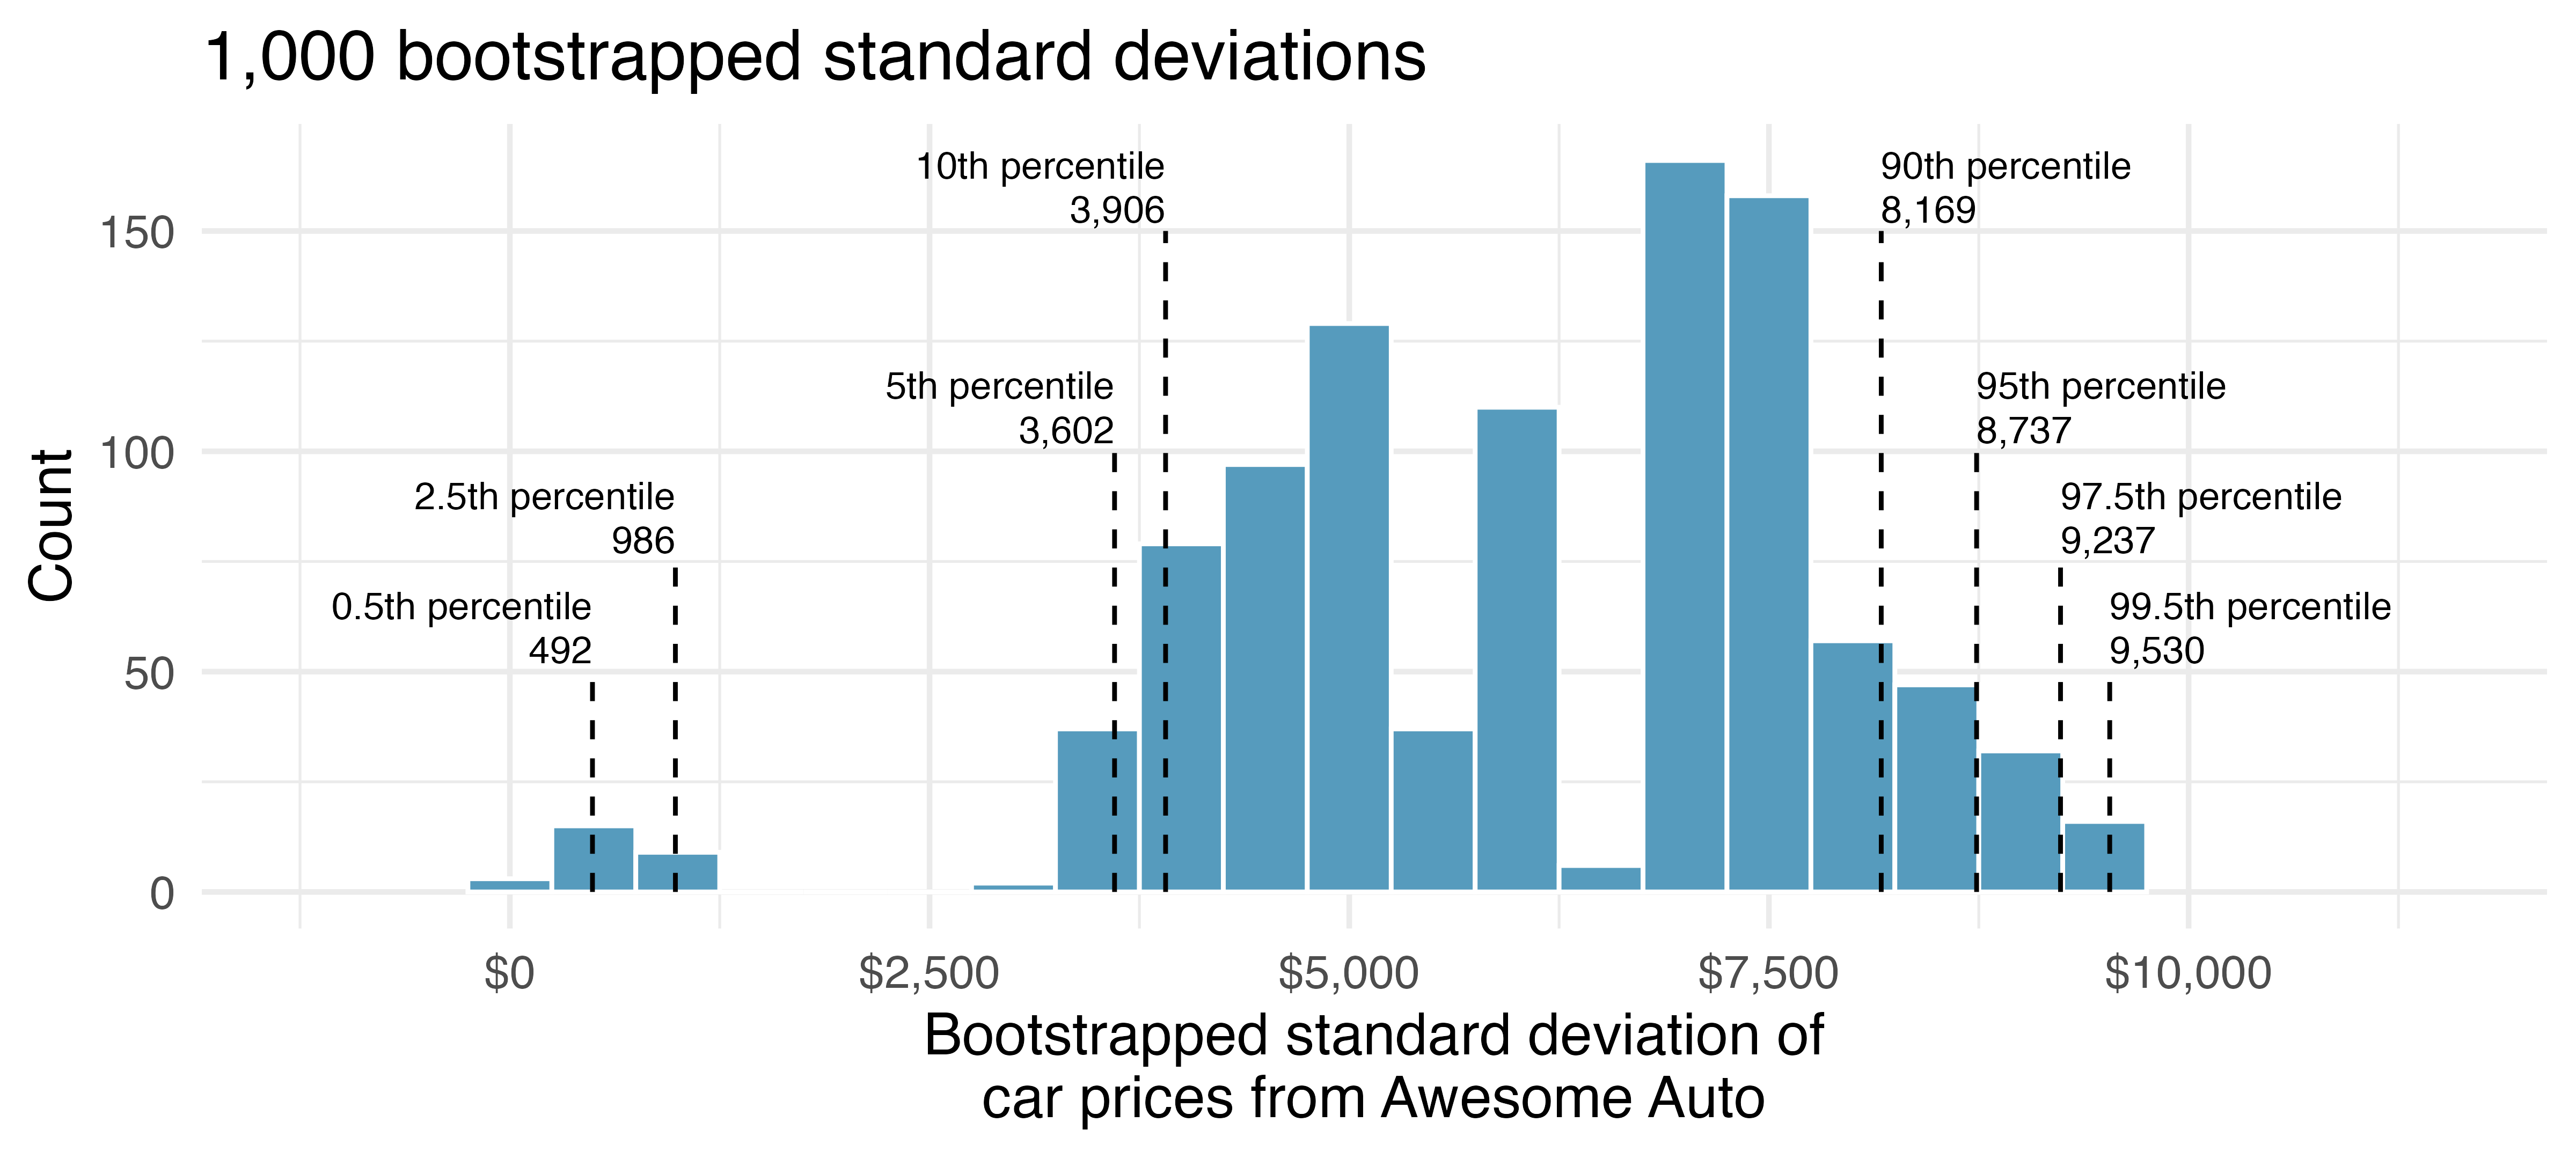 1,000 bootstrapped standard deviations
10th percentile
3,906
90th percentile
8,169
5th percentile
3,602
95th percentile
8,737
2.5th percentile
986
97.5th percentile
9,237
0.5th percentile
492
99.5th percentile
9,530
Count
150
100
50
0
$0
$2,500
$5,000
$7,500
$10,000
Bootstrapped standard deviation of
car prices from Awesome Auto